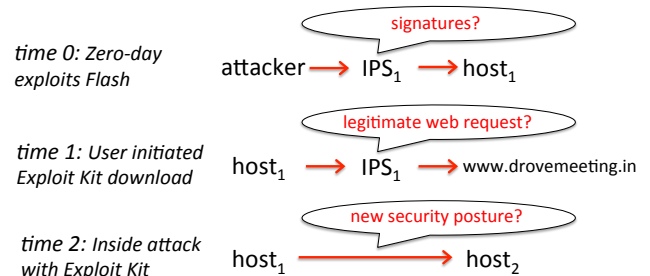 signatures?
time 0: Zero-day
exploits Flash
attacker IPS₁ host₁
legitimate web request?
time 1: User initiated
Exploit Kit download
host₁ IPS₁ www.drovemeeting.in
new security posture?
time 2: Inside attack
with Exploit Kit
host₁ host₂